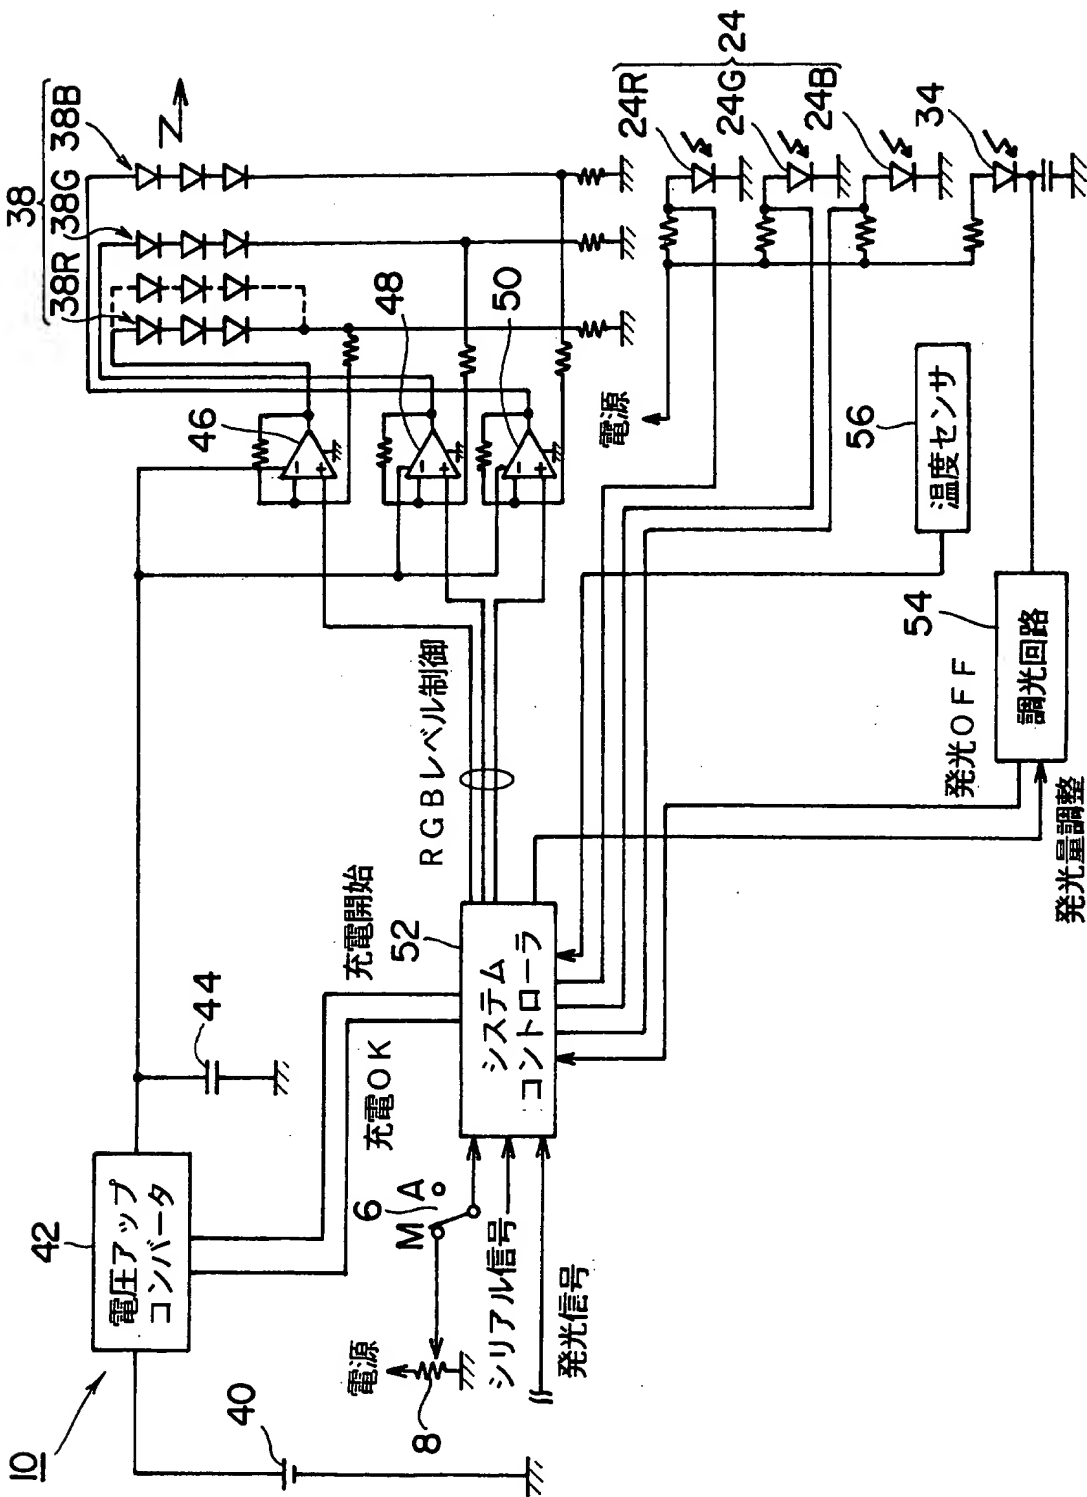 10
42
電圧アップ
コンバータ
40
44
電源
8
M
A
6
シリアル信号
発光信号
充電開始
充電OK
52
システム
コントローラ
RGBレベル制御
46
48
50
38
38R
38G
38B
Z
24
24R
24G
24B
34
電源
56
温度センサ
54
調光回路
発光OFF
発光量調整